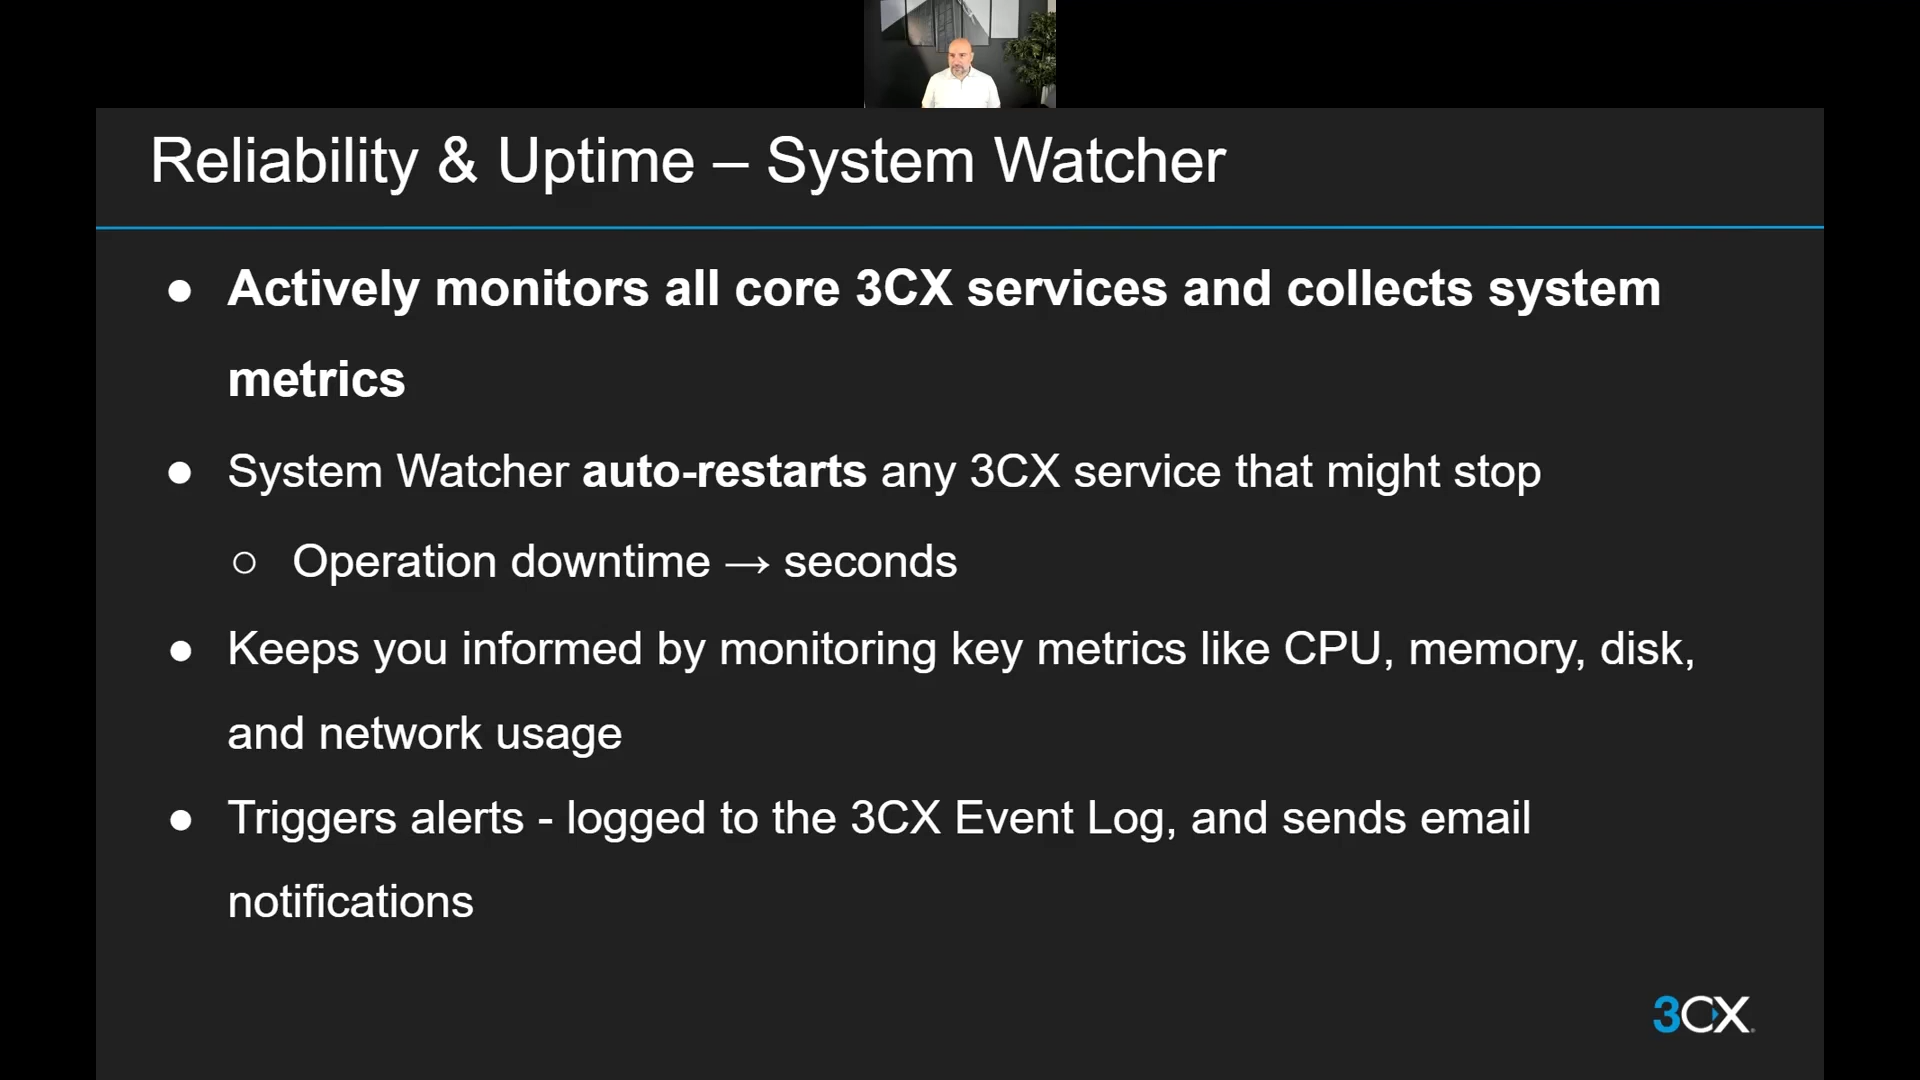 Reliability & Uptime – System Watcher
● Actively monitors all core 3CX services and collects system
metrics
● System Watcher auto-restarts any 3CX service that might stop
○ Operation downtime → seconds
● Keeps you informed by monitoring key metrics like CPU, memory, disk,
and network usage
● Triggers alerts - logged to the 3CX Event Log, and sends email
notifications
3CX